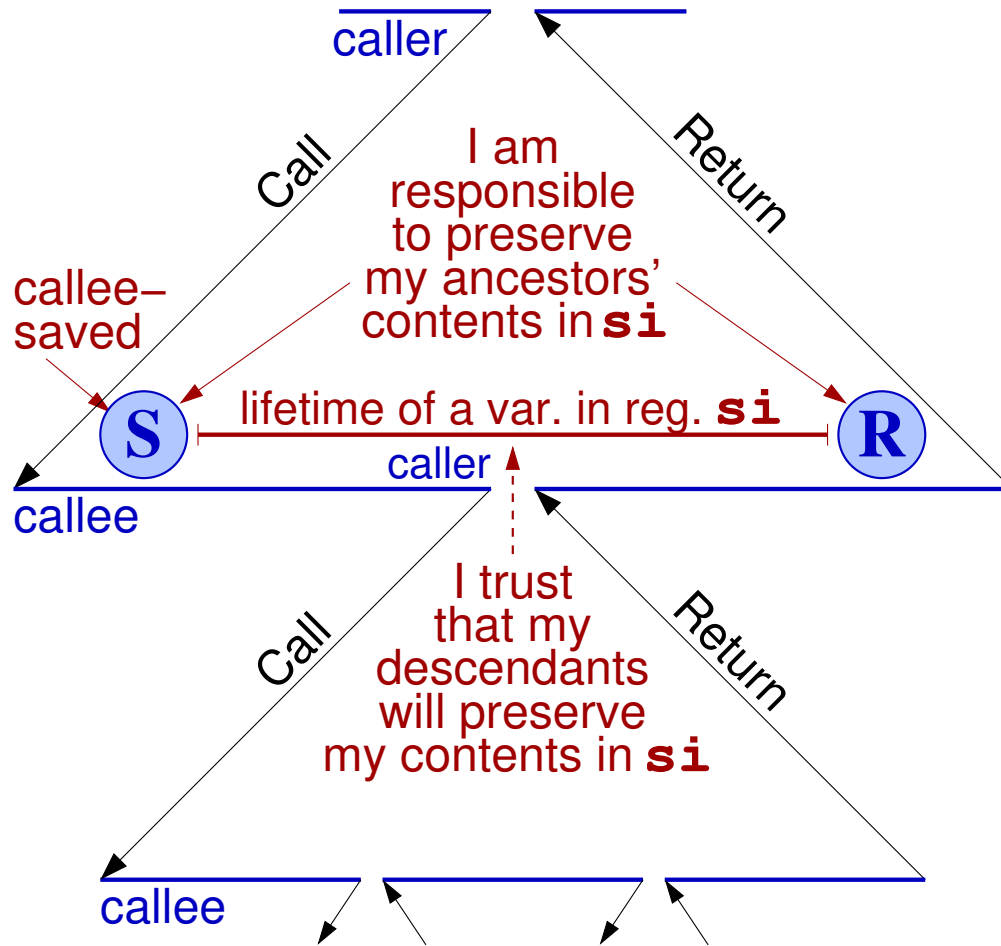 caller
Call
Return
I am
responsible
to preserve
my ancestors’
contents in si
callee–
saved
S
lifetime of a var. in reg. si
R
caller
callee
Call
Return
I trust
that my
descendants
will preserve
my contents in si
callee